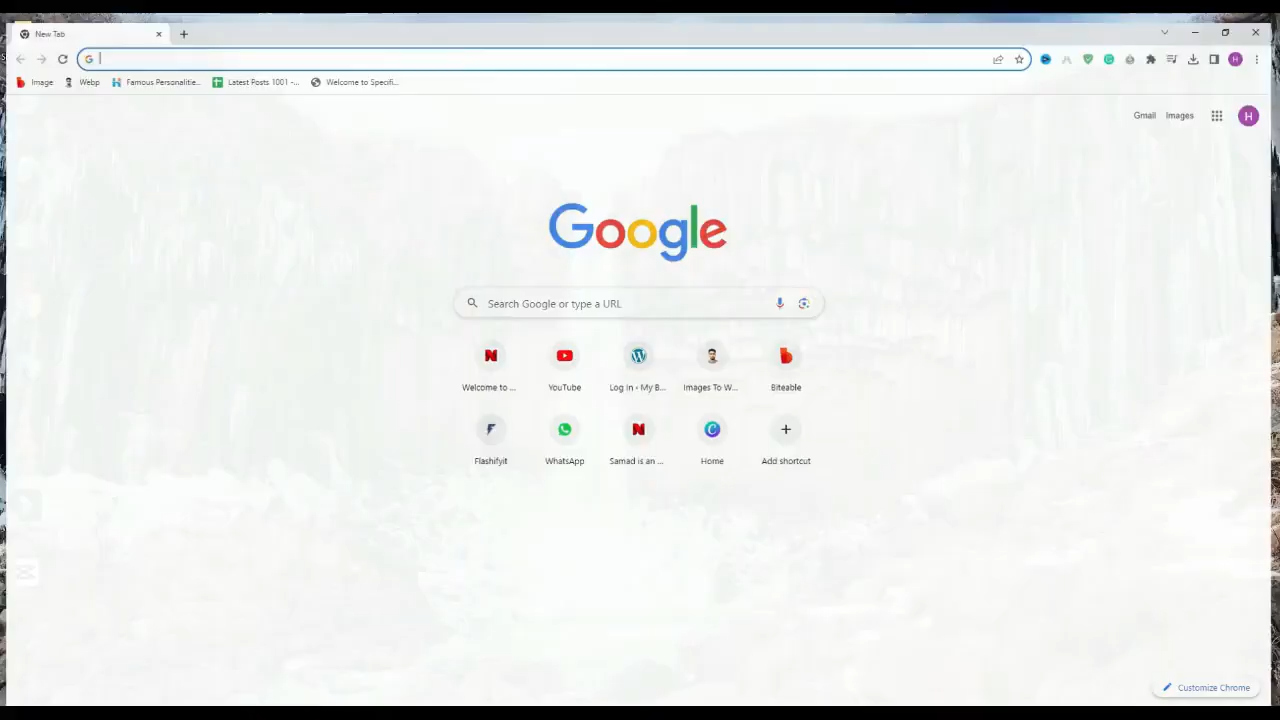 New Tab
Image
Webp
Famous Personalitie...
Latest Posts 1001 -...
Welcome to Specifi...
Gmail
Images
H
Google
Search Google or type a URL
Welcome to ...
YouTube
Log In ‹ My B...
Images To W...
Biteable
Flashifyit
WhatsApp
Samad is an ...
Home
Add shortcut
Customize Chrome